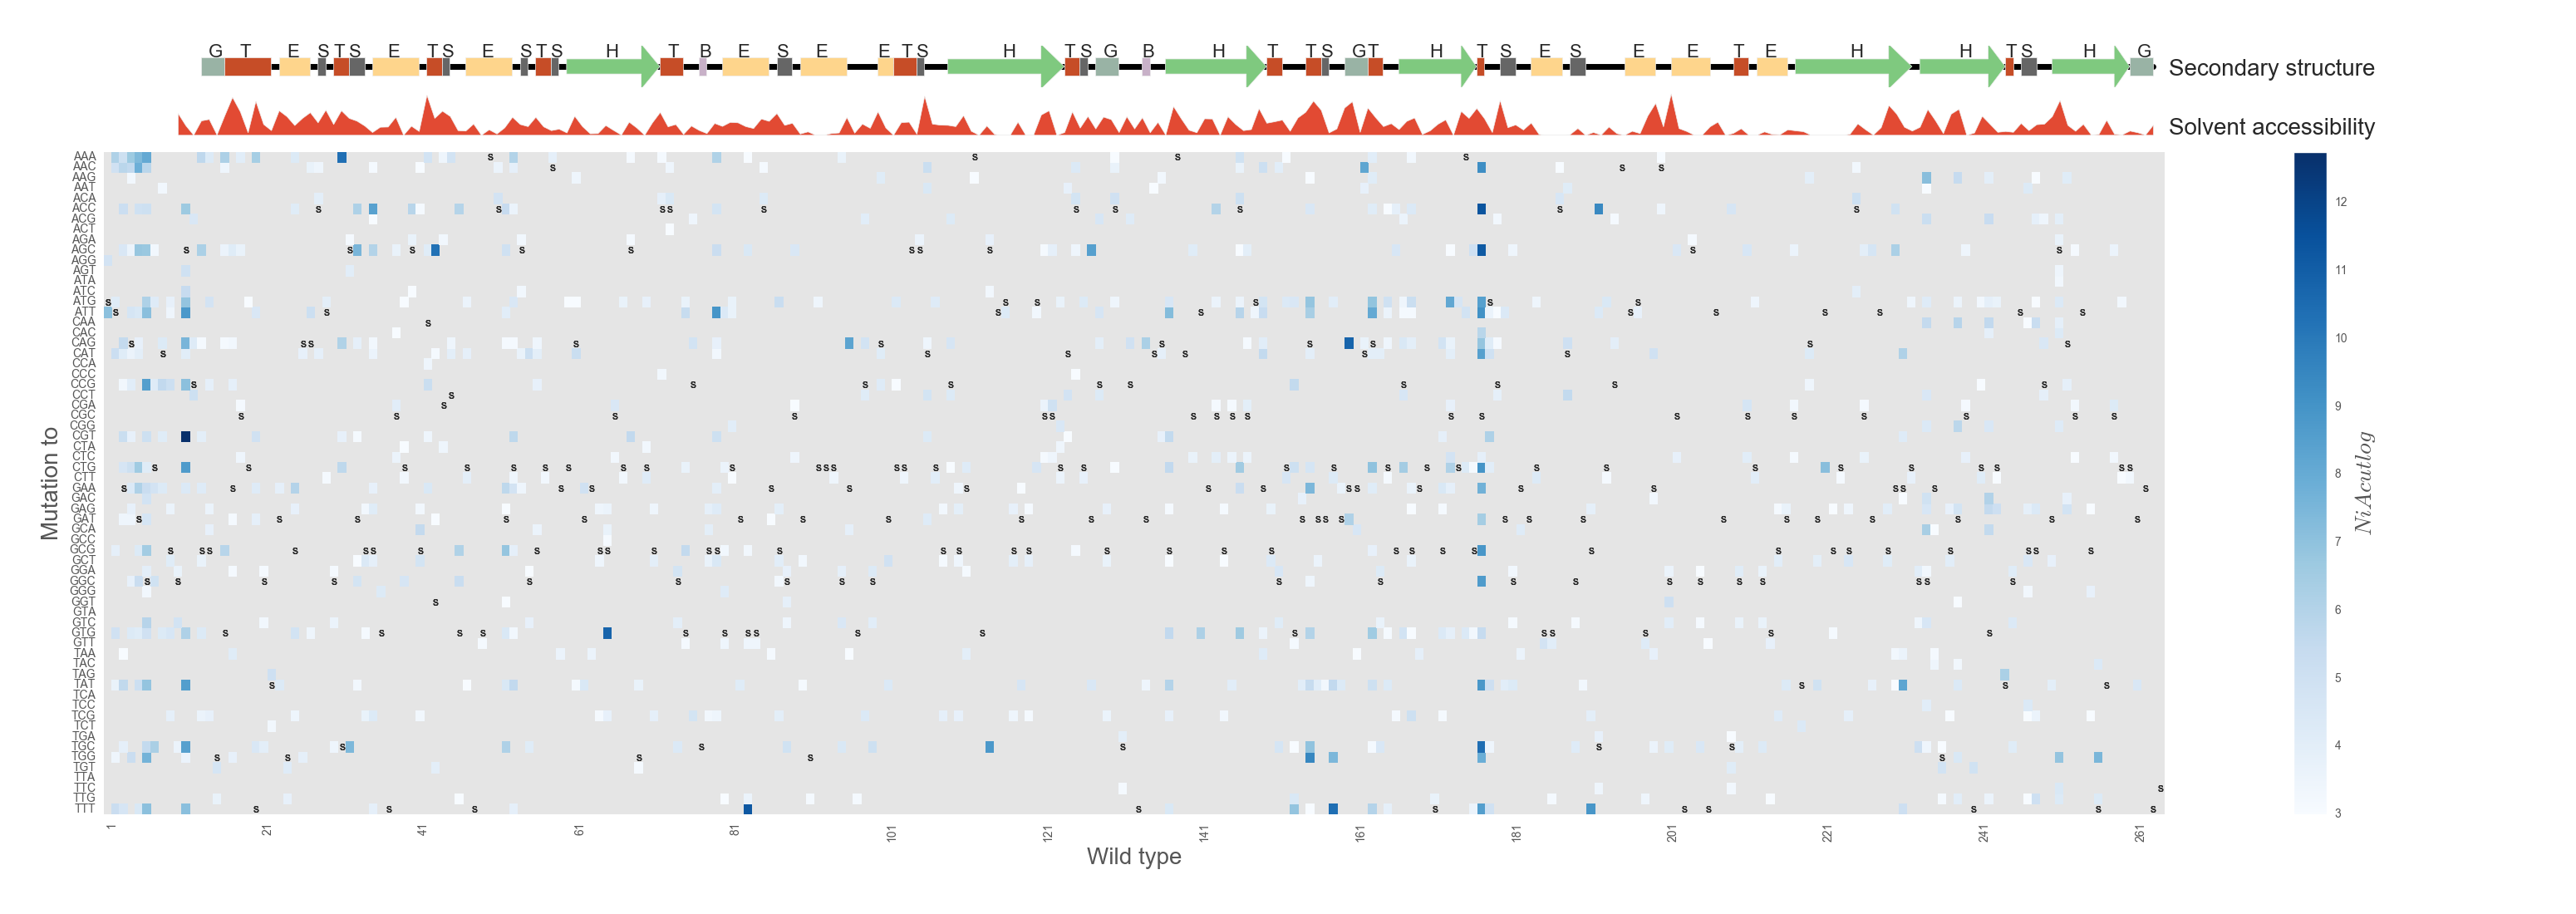 G T E S T S E T S E S T S H T B E S E E T S H T S G B H T T S G T H T S E S E E T E H H T S H G
Secondary structure
Solvent accessibility
AAA
AAC
AAG
AAT
ACA
ACC
ACG
ACT
AGA
AGC
AGG
AGT
ATA
ATC
ATG
ATT
CAA
CAC
CAG
CAT
CCA
CCC
CCG
CCT
CGA
CGC
CGG
CGT
CTA
CTC
CTG
CTT
GAA
GAC
GAG
GAT
GCA
GCC
GCG
GCT
GGA
GGC
GGG
GGT
GTA
GTC
GTG
GTT
TAA
TAC
TAG
TAT
TCA
TCC
TCG
TCT
TGA
TGC
TGG
TGT
TTA
TTC
TTG
TTT
Mutation to
1 21 41 61 81 101 121 141 161 181 201 221 241 261
Wild type
12
11
10
9
8
7
6
5
4
3
NiAcutlog